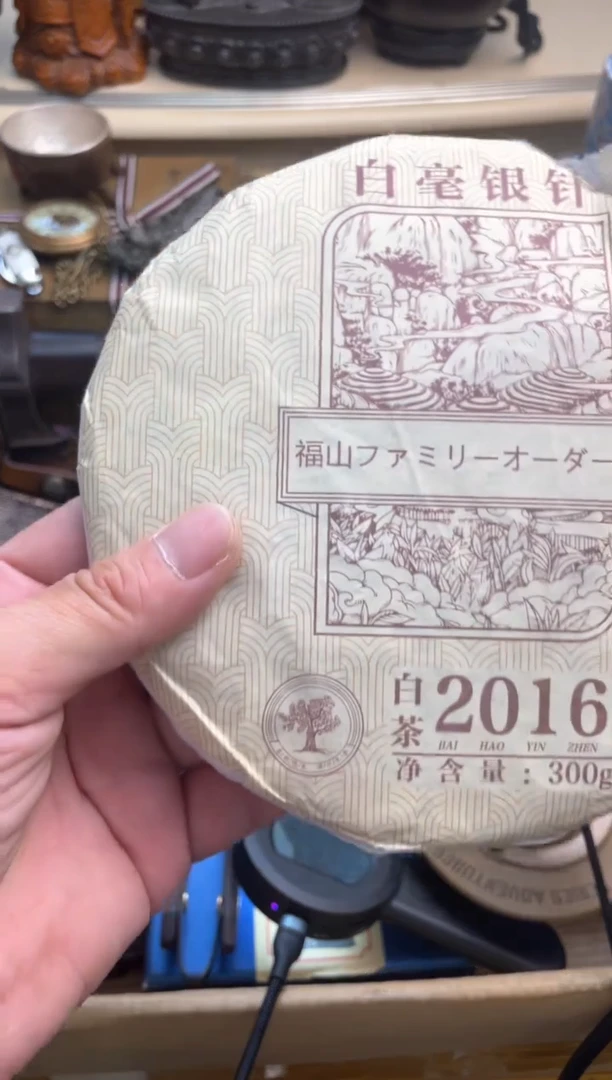 白毫银针
福山ファミリーオーダー
白茶 2016
BAI HAO YIN ZHEN
净含量：300g
ADVENTURE